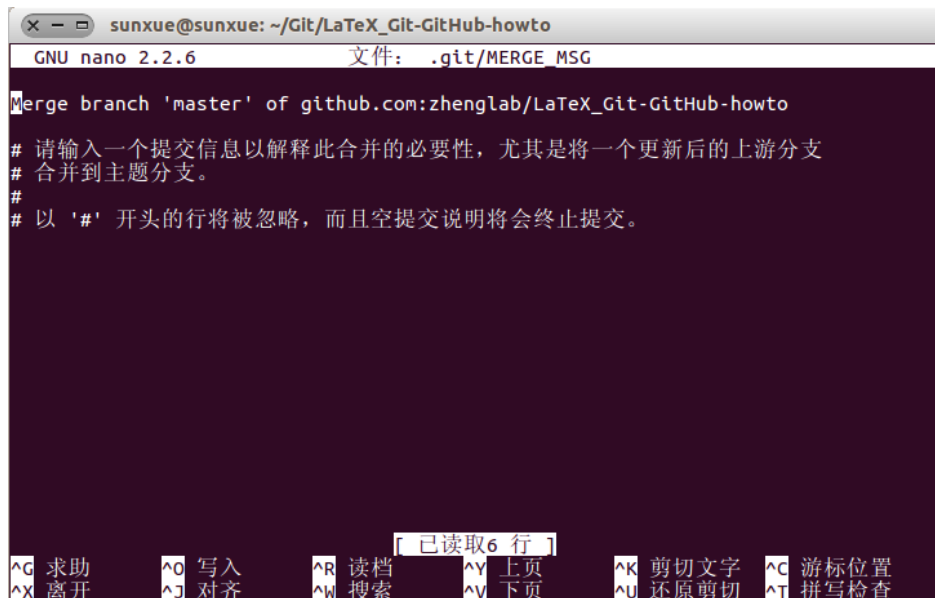 sunxue@sunxue: ~/Git/LaTeX_Git-GitHub-howto
GNU nano 2.2.6 文件： .git/MERGE_MSG
Merge branch 'master' of github.com:zhenglab/LaTeX_Git-GitHub-howto
# 请输入一个提交信息以解释此合并的必要性，尤其是将一个更新后的上游分支
# 合并到主题分支。
#
# 以 '#' 开头的行将被忽略，而且空提交说明将会终止提交。
[ 已读取6 行 ]
^G 求助 ^O 写入 ^R 读档 ^Y 上页 ^K 剪切文字 ^C 游标位置
^X 离开 ^J 对齐 ^W 搜索 ^V 下页 ^U 还原剪切 ^T 拼写检查